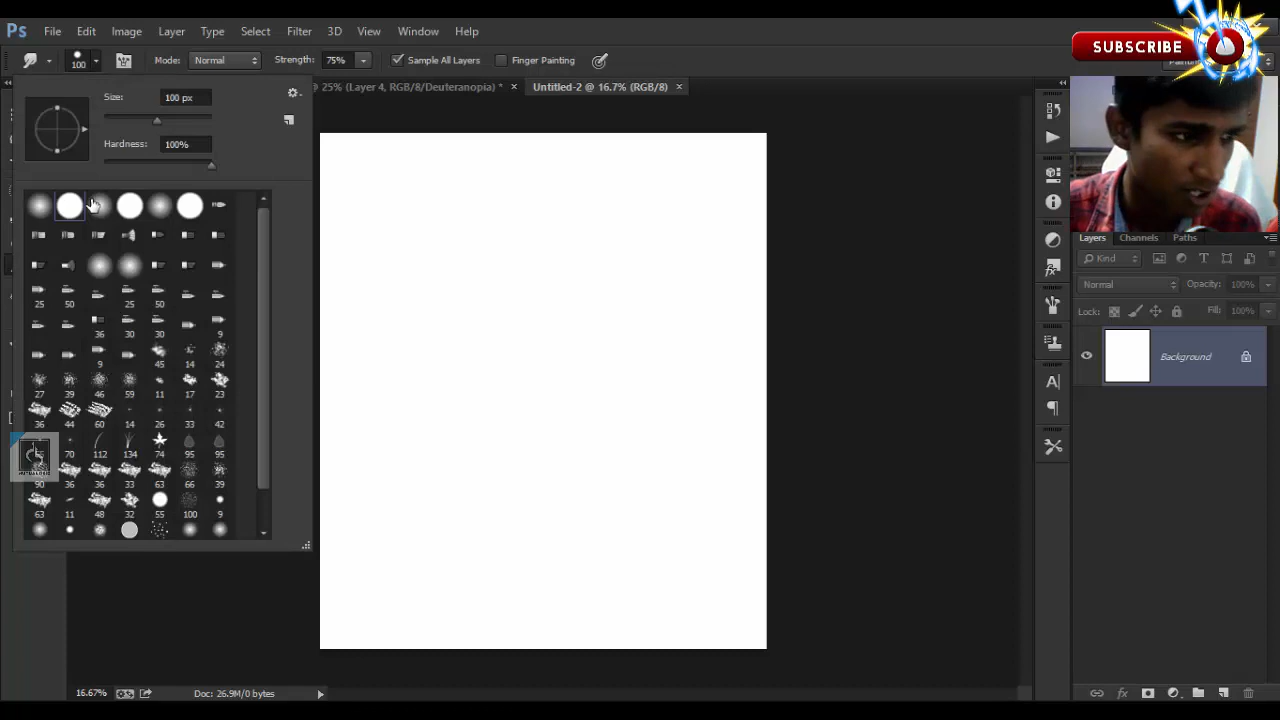 Ps File Edit Image Layer Type Select Filter 3D View Window Help
SUBSCRIBE
100 Mode: Normal Strength: 75% Sample All Layers Finger Painting
25% (Layer 4, RGB/8/Deuteranopia) * × Untitled-2 @ 16.7% (RGB/8) ×
Size: 100 px
Hardness: 100%
25 50 25 50
36 30 30 9
9 45 14 24
27 39 59 11 17 23
36 44 60 14 26 33 42
70 112 134 74 95 95
90 36 36 33 63 66 39
63 11 48 32 55 100 9
Layers Channels Paths
Kind
Normal Opacity: 100%
Lock: Fill: 100%
Background
16.67% Doc: 26.9M/0 bytes